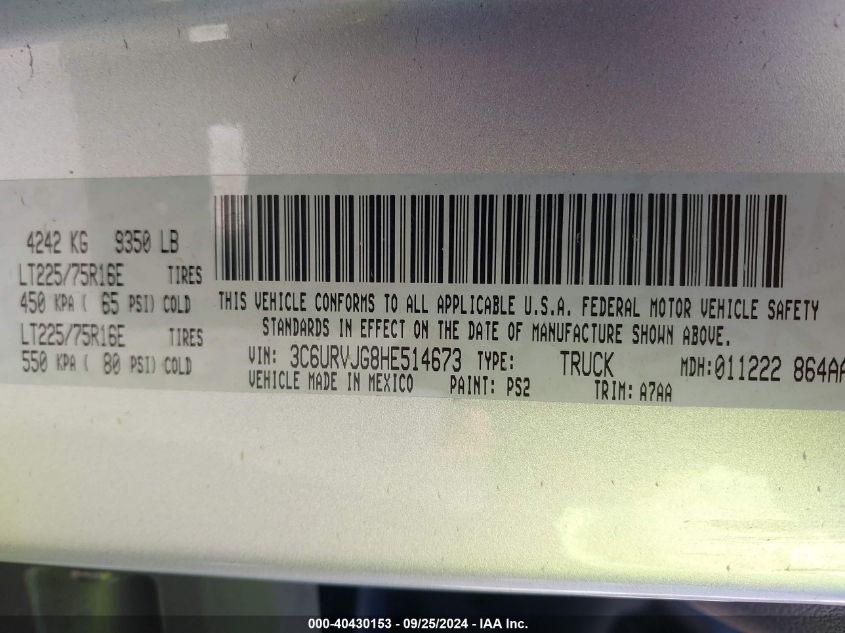 4242 KG 9350 LB
LT225/75R16E TIRES
450 KPA ( 65 PSI) COLD
LT225/75R16E TIRES
550 KPA ( 80 PSI) COLD
THIS VEHICLE CONFORMS TO ALL APPLICABLE U.S.A. FEDERAL MOTOR VEHICLE SAFETY
STANDARDS IN EFFECT ON THE DATE OF MANUFACTURE SHOWN ABOVE.
VIN: 3C6URVJG8HE514673 TYPE: TRUCK MDH:011222 864AA
VEHICLE MADE IN MEXICO PAINT: PS2 TRIM: A7AA
000-40430153 - 09/25/2024 - IAA Inc.